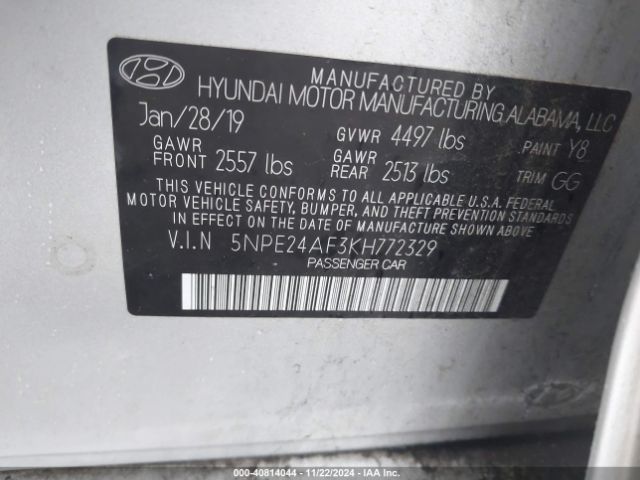 MANUFACTURED BY
HYUNDAI MOTOR MANUFACTURING ALABAMA, LLC
Jan/28/19 GVWR 4497 lbs PAINT Y8
GAWR FRONT 2557 lbs GAWR REAR 2513 lbs TRIM GG
THIS VEHICLE CONFORMS TO ALL APPLICABLE U.S.A. FEDERAL
MOTOR VEHICLE SAFETY, BUMPER, AND THEFT PREVENTION STANDARDS
IN EFFECT ON THE DATE OF MANUFACTURE SHOWN ABOVE.
V.I.N 5NPE24AF3KH772329
PASSENGER CAR
©40814044 — 11/22/2024 — IAA Inc.